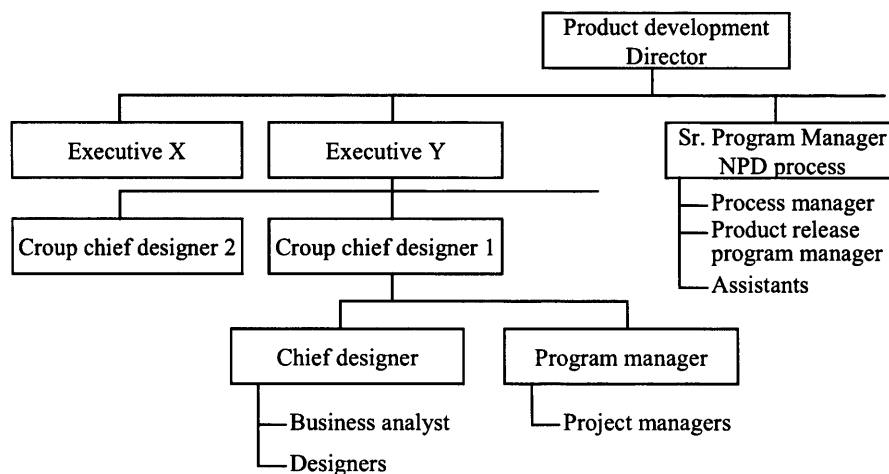 Product development
Director
Executive X
Executive Y
Sr. Program Manager
NPD process
Process manager
Product release
program manager
Assistants
Croup chief designer 2
Croup chief designer 1
Chief designer
Program manager
Business analyst
Designers
Project managers